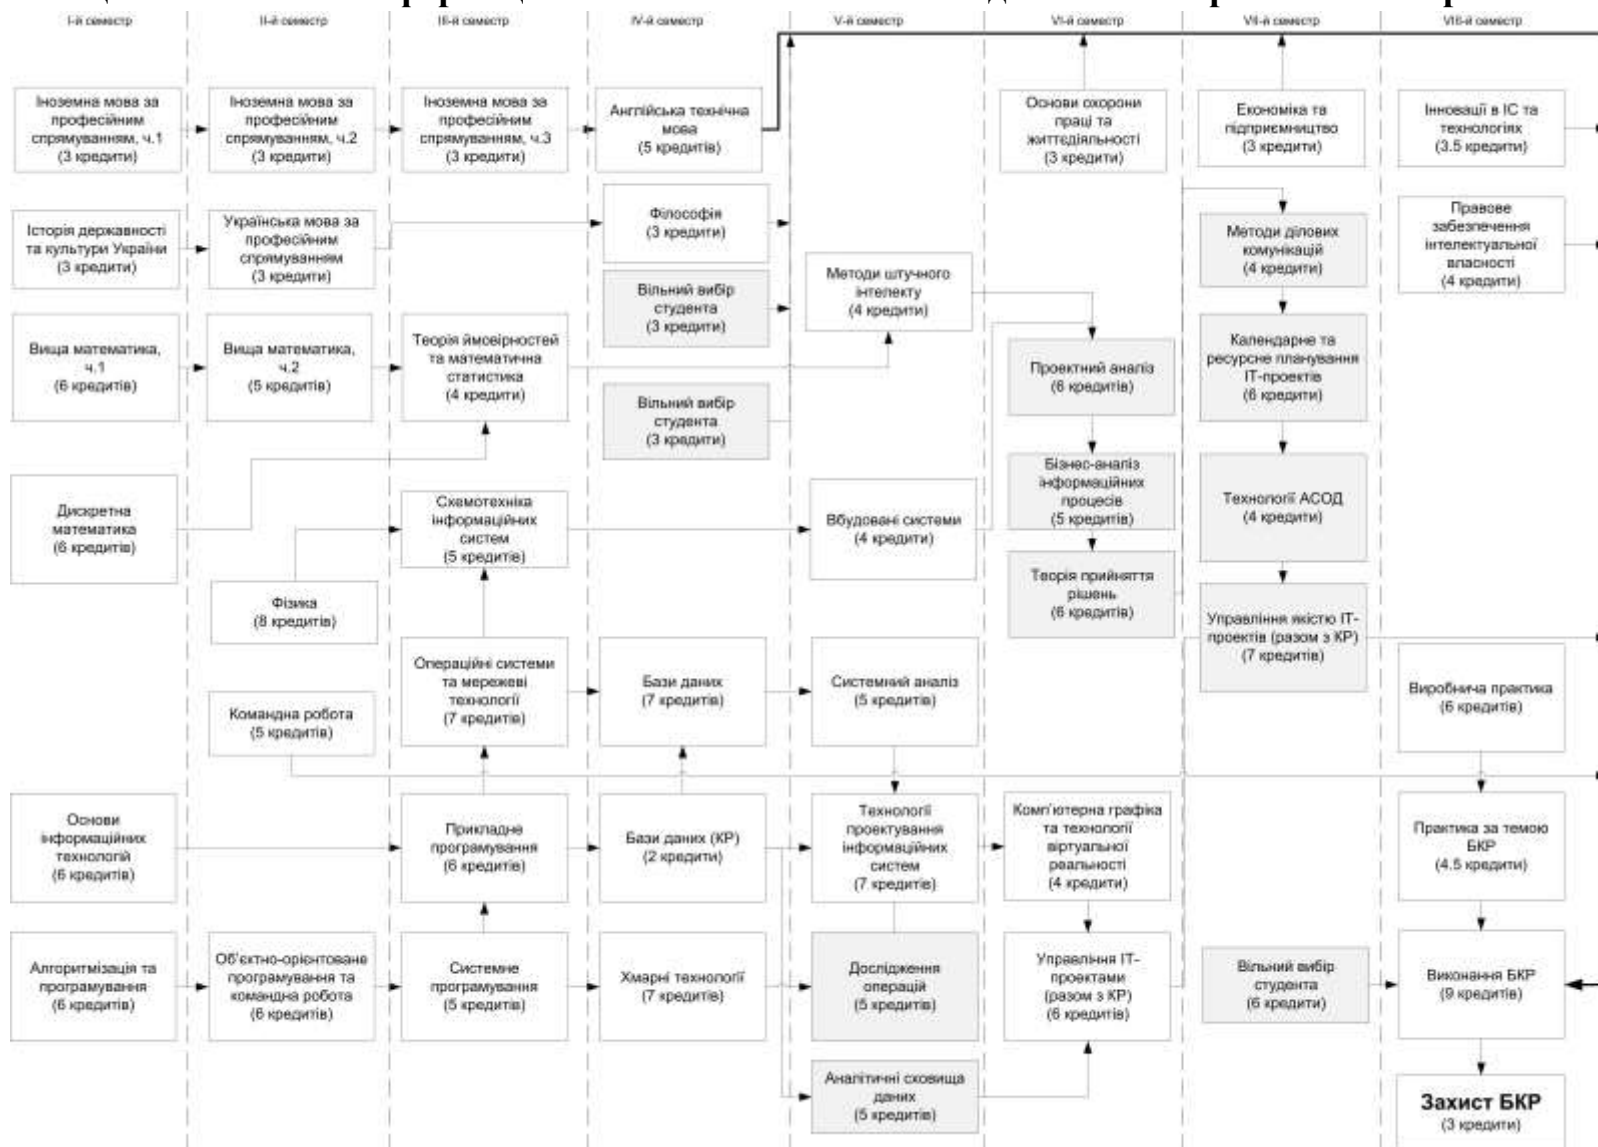 І-й семестр
ІІ-й семестр
ІІІ-й семестр
IV-й семестр
V-й семестр
VI-й семестр
VII-й семестр
VIII-й семестр
Іноземна мова за
професійним
спрямуванням, ч.1
(3 кредити)
Іноземна мова за
професійним
спрямуванням, ч.2
(3 кредити)
Іноземна мова за
професійним
спрямуванням, ч.3
(3 кредити)
Англійська технічна
мова
(5 кредитів)
Основи охорони
праці та
життєдіяльності
(3 кредити)
Економіка та
підприємництво
(3 кредити)
Інновації в ІС та
технологіях
(3.5 кредити)
Історія державності
та культури України
(3 кредити)
Українська мова за
професійним
спрямуванням
(3 кредити)
Філософія
(3 кредити)
Методи ділових
комунікацій
(4 кредити)
Правове
забезпечення
інтелектуальної
власності
(4 кредити)
Вільний вибір
студента
(3 кредити)
Методи штучного
інтелекту
(4 кредити)
Вища математика,
ч.1
(6 кредитів)
Вища математика,
ч.2
(5 кредитів)
Теорія ймовірностей
та математична
статистика
(4 кредити)
Вільний вибір
студента
(3 кредити)
Проектний аналіз
(6 кредитів)
Календарне та
ресурсне планування
ІТ-проектів
(6 кредити)
Дискретна
математика
(6 кредитів)
Схемотехніка
інформаційних
систем
(5 кредитів)
Вбудовані системи
(4 кредити)
Бізнес-аналіз
інформаційних
процесів
(5 кредитів)
Технології АСОД
(4 кредити)
Фізика
(8 кредитів)
Теорія прийняття
рішень
(6 кредитів)
Управління якістю ІТ-
проектів (разом з КР)
(7 кредитів)
Командна робота
(5 кредитів)
Операційні системи
та мережеві
технології
(7 кредитів)
Бази даних
(7 кредитів)
Системний аналіз
(5 кредитів)
Виробнича практика
(6 кредитів)
Основи
інформаційних
технологій
(6 кредитів)
Прикладне
програмування
(6 кредитів)
Бази даних (КР)
(2 кредити)
Технології
проектування
інформаційних
систем
(7 кредитів)
Комп'ютерна графіка
та технології
віртуальної
реальності
(4 кредити)
Практика за темою
БКР
(4.5 кредити)
Алгоритмізація та
програмування
(6 кредитів)
Об'єктно-орієнтоване
програмування та
командна робота
(6 кредитів)
Системне
програмування
(5 кредитів)
Хмарні технології
(7 кредитів)
Дослідження
операцій
(5 кредитів)
Управління ІТ-
проектами
(разом з КР)
(6 кредитів)
Вільний вибір
студента
(6 кредити)
Виконання БКР
(9 кредитів)
Аналітичні сховища
даних
(5 кредитів)
Захист БКР
(3 кредити)